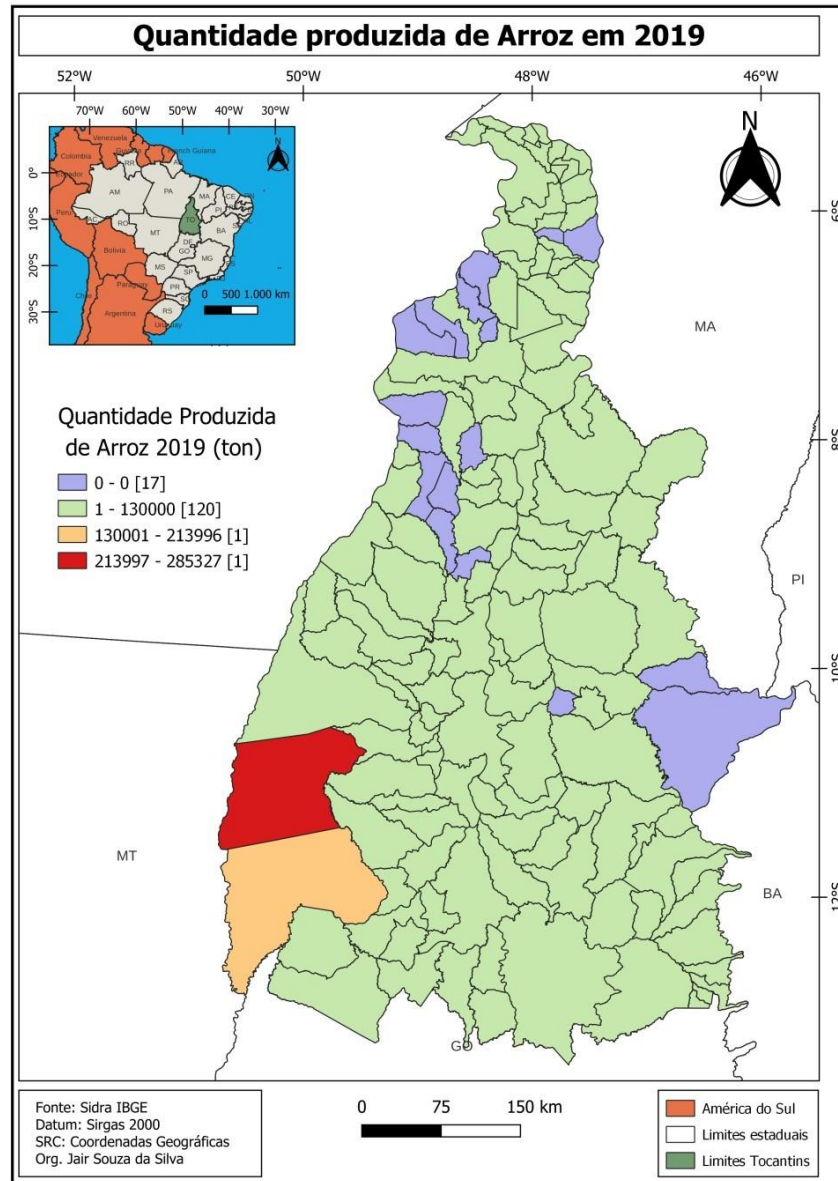 Quantidade produzida de Arroz em 2019
52°W 50°W 48°W 46°W
70°W 60°W 50°W 40°W 30°W
0°
10°S
20°S
30°S
Venezuela
Colombia
RR
AM
PA
MA
CE
PI
Peru
AC
RO
TO
BA
MT
Bolivia
DF
GO
MG
MS
SP
Paraguay
PR
SC
Chile
RS
Argentina
Uruguay
N
0 500 1.000 km
N
6°S
8°S
10°S
12°S
MA
PI
BA
GO
MT
Quantidade Produzida
de Arroz 2019 (ton)
0 - 0 [17]
1 - 130000 [120]
130001 - 213996 [1]
213997 - 285327 [1]
Fonte: Sidra IBGE
Datum: Sirgas 2000
SRC: Coordenadas Geográficas
Org. Jair Souza da Silva
0 75 150 km
América do Sul
Limites estaduais
Limites Tocantins